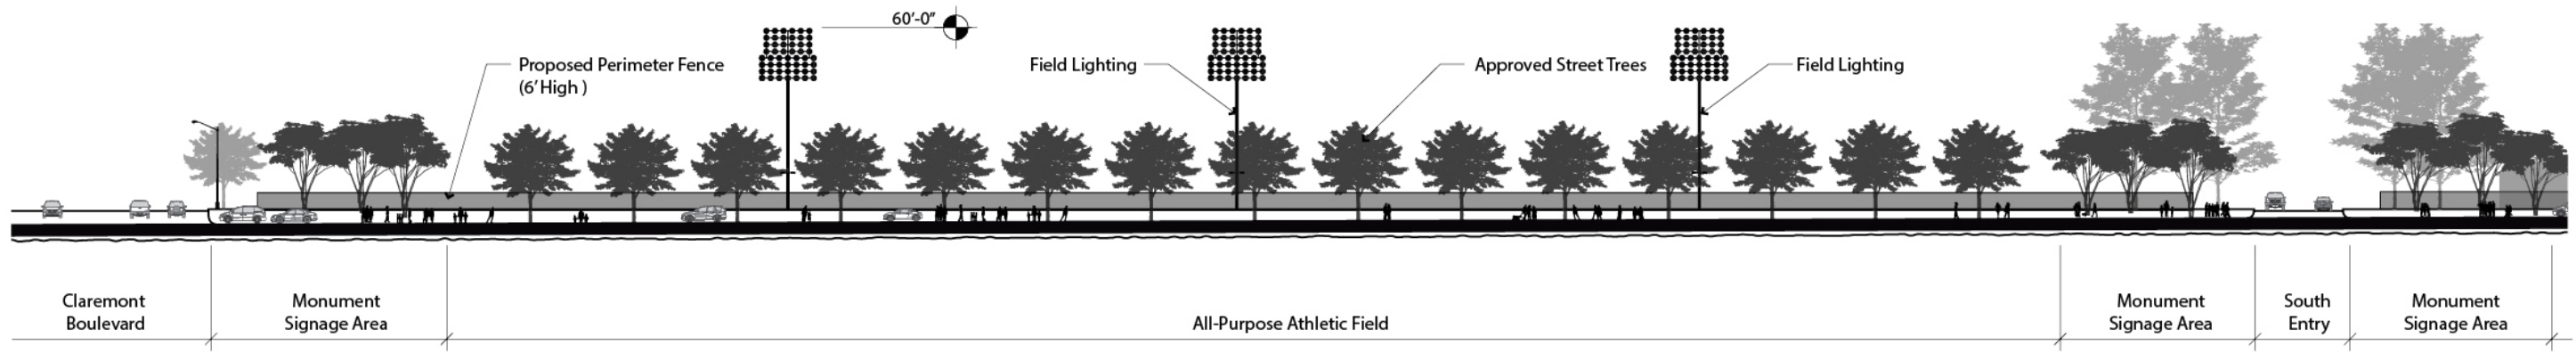 60'-0"
Proposed Perimeter Fence
(6' High )
Field Lighting
Approved Street Trees
Field Lighting
Claremont
Boulevard
Monument
Signage Area
All-Purpose Athletic Field
Monument
Signage Area
South
Entry
Monument
Signage Area